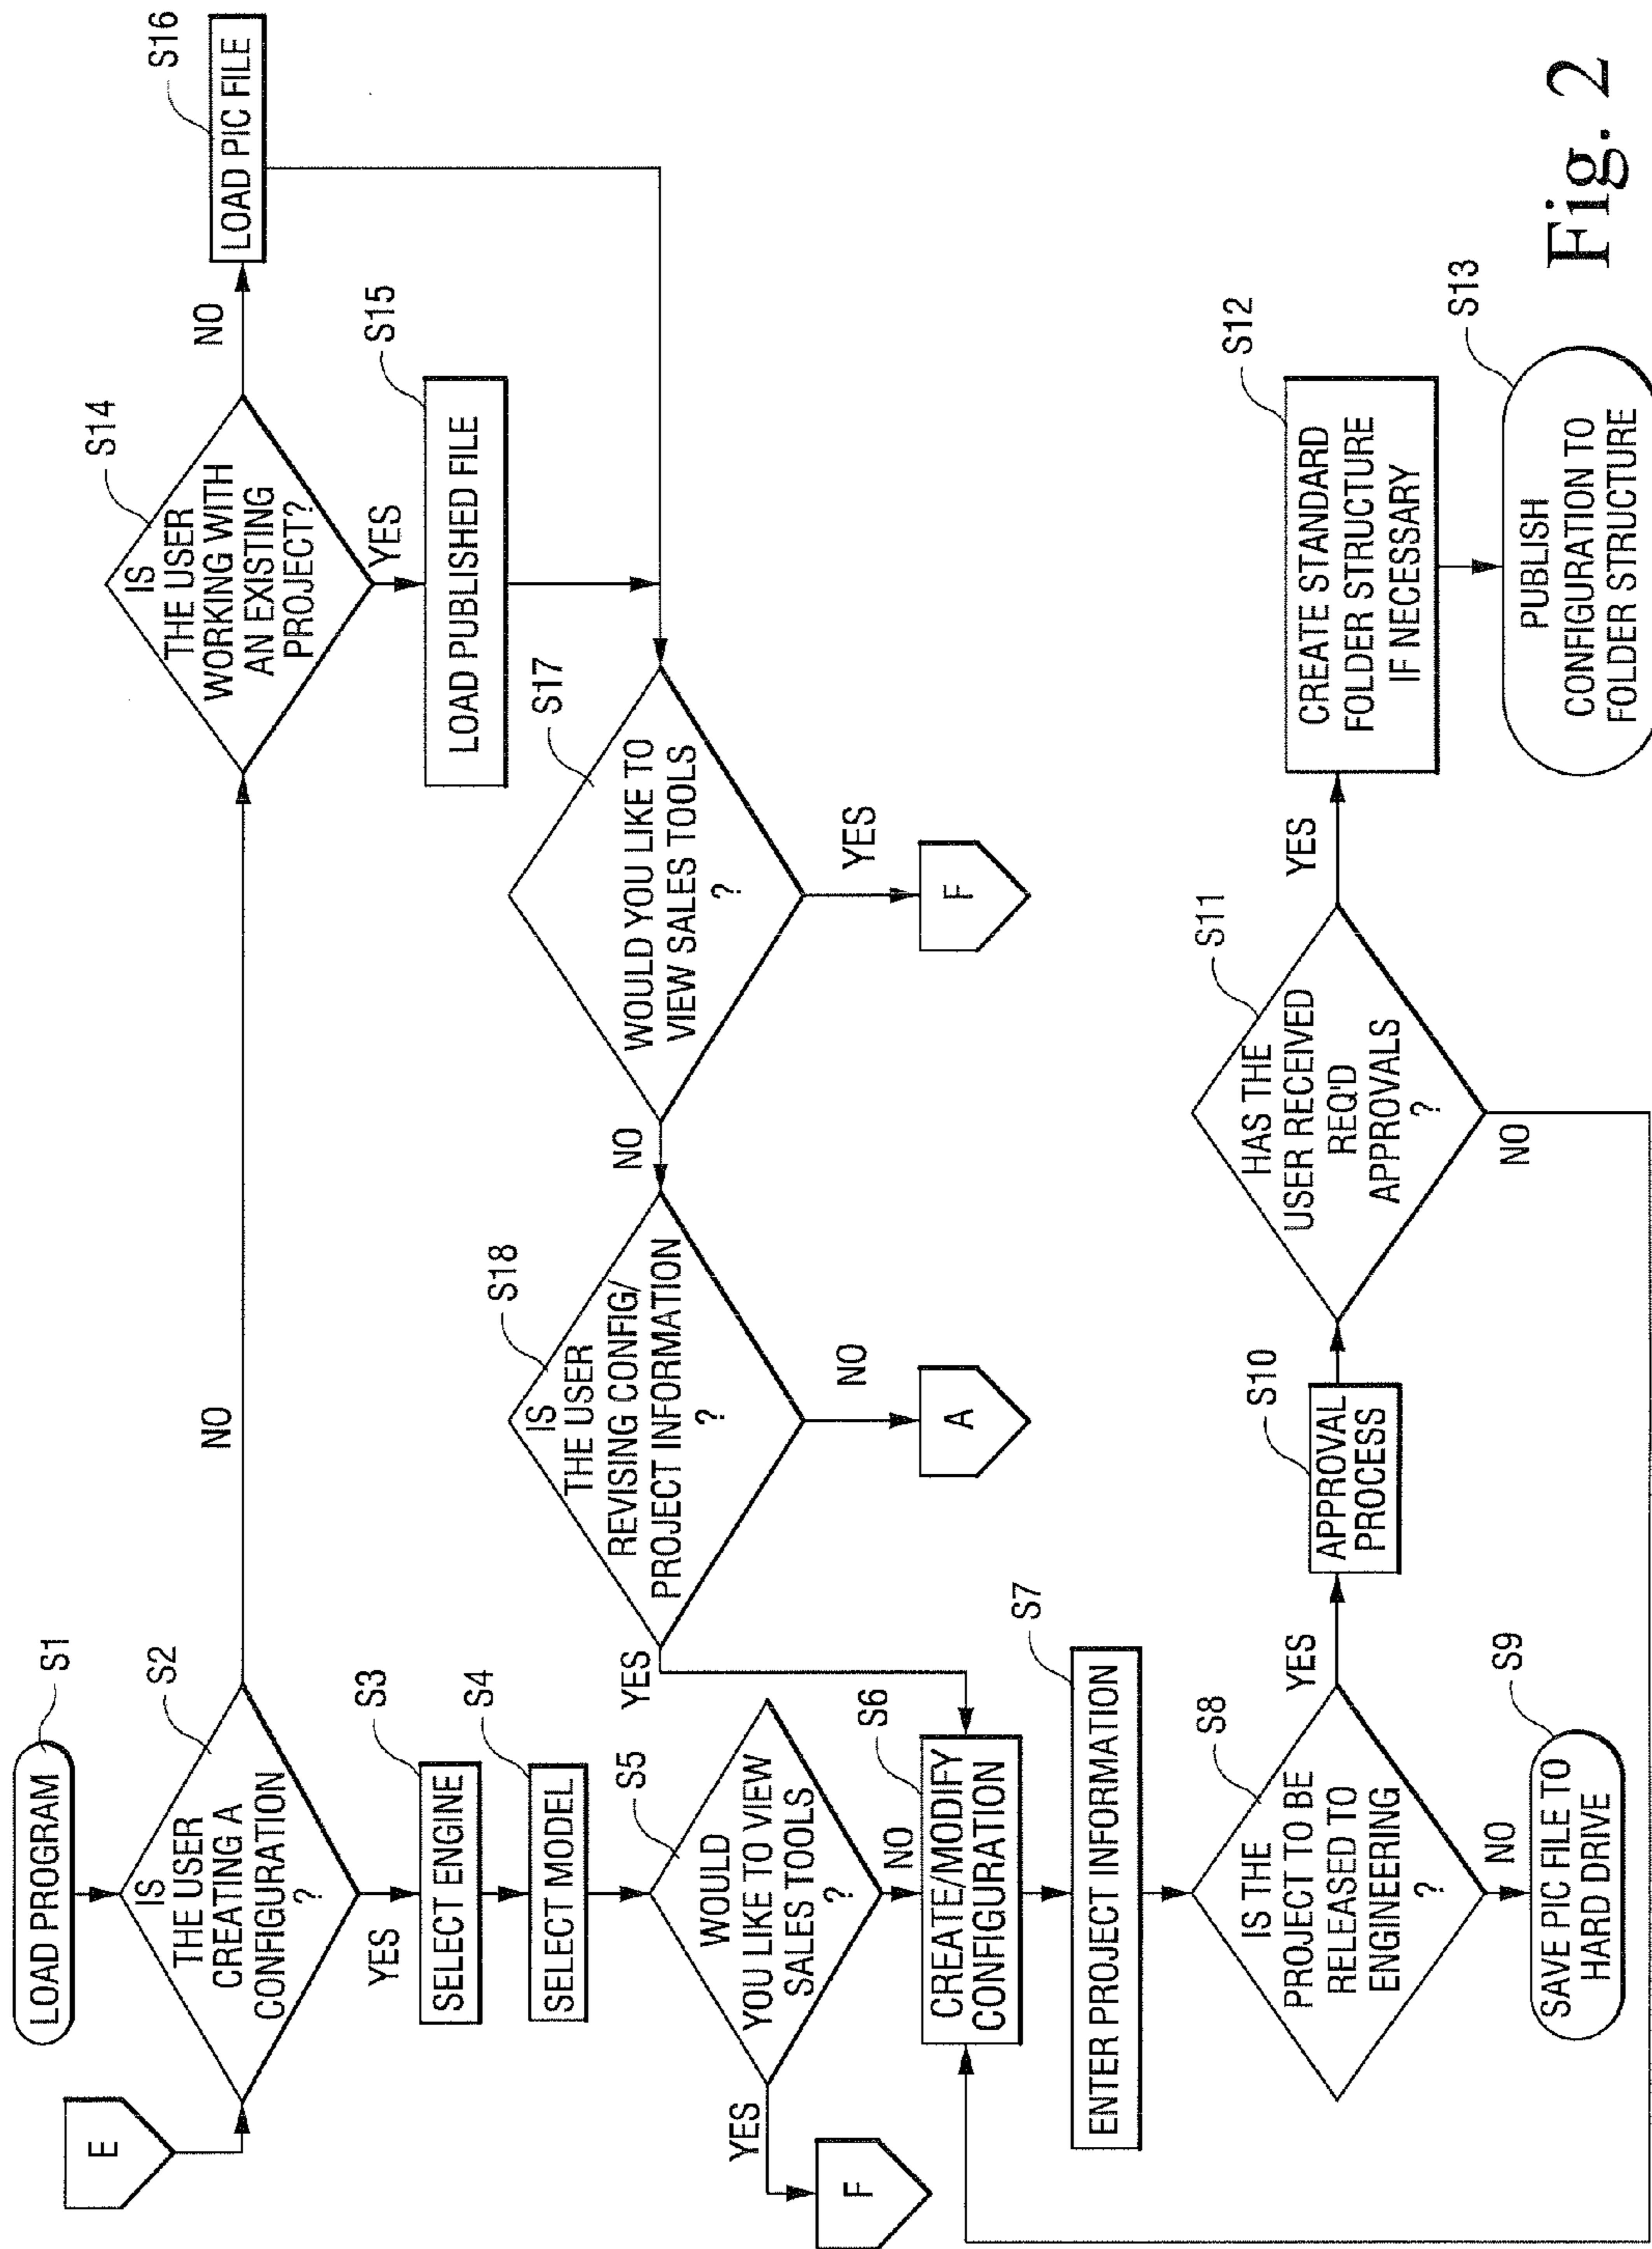 LOAD PROGRAM
S1
E
IS
THE USER
CREATING A
CONFIGURATION
?
S2
NO
YES
SELECT ENGINE
S3
SELECT MODEL
S4
WOULD
YOU LIKE TO VIEW
SALES TOOLS
?
S5
YES
F
NO
CREATE/MODIFY
CONFIGURATION
S6
ENTER PROJECT INFORMATION
S7
IS THE
PROJECT TO BE
RELEASED TO
ENGINEERING
?
S8
YES
NO
SAVE PIC FILE TO
HARD DRIVE
S9
APPROVAL
PROCESS
S10
HAS THE
USER RECEIVED
REQ'D
APPROVALS
?
S11
YES
NO
CREATE STANDARD
FOLDER STRUCTURE
IF NECESSARY
S12
PUBLISH
CONFIGURATION TO
FOLDER STRUCTURE
S13
IS
THE USER
WORKING WITH
AN EXISTING
PROJECT?
S14
NO
YES
LOAD PUBLISHED FILE
S15
LOAD PIC FILE
S16
WOULD YOU LIKE TO
VIEW SALES TOOLS
?
S17
YES
F
NO
IS
THE USER
REVISING CONFIG/
PROJECT INFORMATION
?
S18
NO
A
YES
Fig. 2